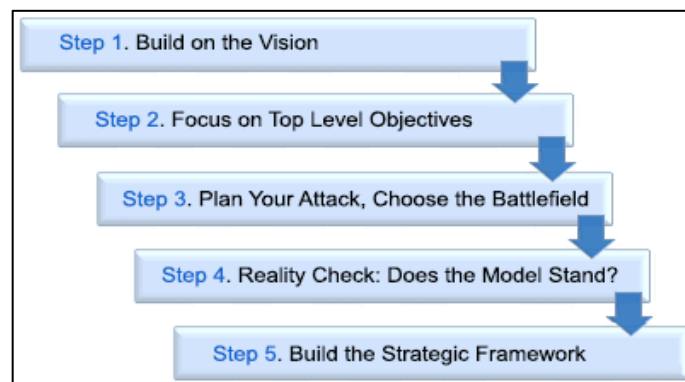 Step 1. Build on the Vision
Step 2. Focus on Top Level Objectives
Step 3. Plan Your Attack, Choose the Battlefield
Step 4. Reality Check: Does the Model Stand?
Step 5. Build the Strategic Framework